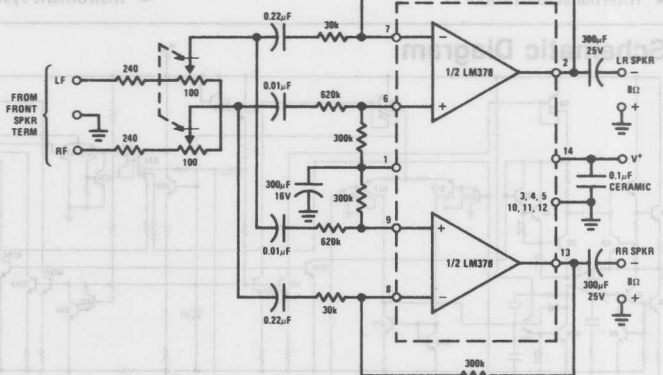 0.22μF
30k
7
−
300μF
25V
2
LR SPKR
−
1/2 LM378
8Ω
+
LF
240
100
0.01μF
620k
6
+
FROM
FRONT
SPKR
TERM
300k
RF
240
100
1
14
V+
300μF
16V
300k
0.1μF
CERAMIC
3, 4, 5
10, 11, 12
9
+
620k
0.01μF
1/2 LM378
13
RR SPKR
−
8
−
300μF
25V
8Ω
+
0.22μF
30k
300k
Schematic Diagram